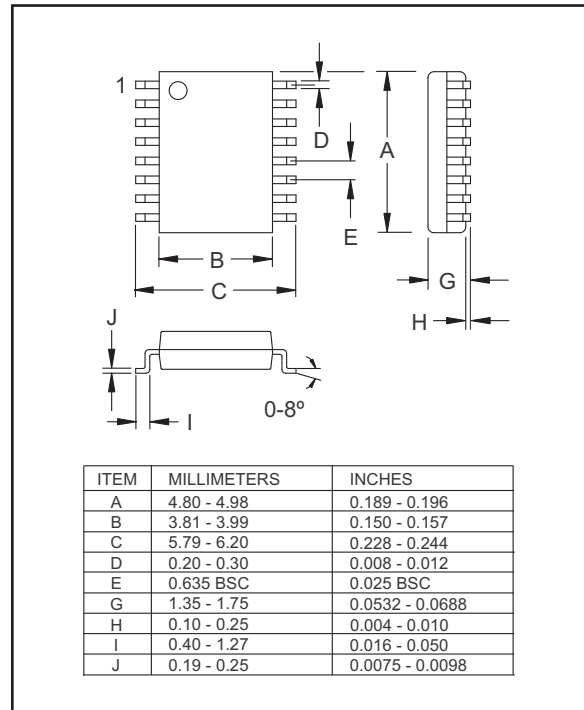 1
D
A
E
B
C
G
H
J
I
0-8º
ITEM MILLIMETERS INCHES
A 4.80 - 4.98 0.189 - 0.196
B 3.81 - 3.99 0.150 - 0.157
C 5.79 - 6.20 0.228 - 0.244
D 0.20 - 0.30 0.008 - 0.012
E 0.635 BSC 0.025 BSC
G 1.35 - 1.75 0.0532 - 0.0688
H 0.10 - 0.25 0.004 - 0.010
I 0.40 - 1.27 0.016 - 0.050
J 0.19 - 0.25 0.0075 - 0.0098